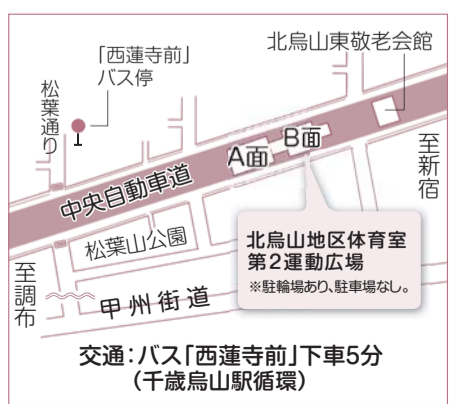 北烏山東敬老会館
「西蓮寺前」
バス停
松葉通り
B面
A面
至新宿
中央自動車道
松葉山公園
北烏山地区体育室
第2運動広場
※駐輪場あり、駐車場なし。
至調布
甲州街道
交通:バス「西蓮寺前」下車5分
(千歳烏山駅循環)